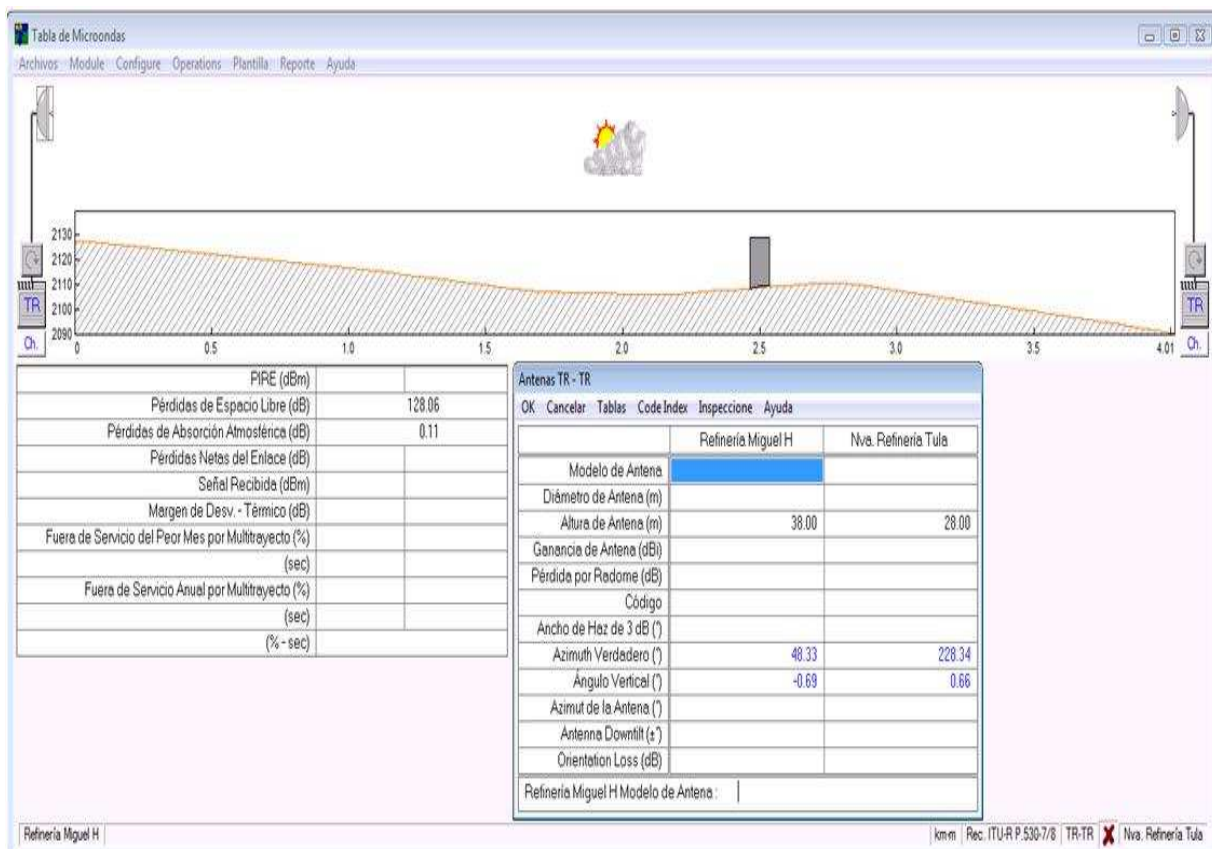 Tabla de Microondas
Archivos Module Configure Operations Plantilla Reporte Ayuda
2130
2120
2110
2100
2090
TR
Ch.
TR
Ch.
0 0.5 1.0 1.5 2.0 2.5 3.0 3.5 4.01
PIRE (dBm)
Pérdidas de Espacio Libre (dB) 128.06
Pérdidas de Absorción Atmosférica (dB) 0.11
Pérdidas Netas del Enlace (dB)
Señal Recibida (dBm)
Margen de Desv. - Térmico (dB)
Fuera de Servicio del Peor Mes por Multitrayecto (%)
(sec)
Fuera de Servicio Anual por Multitrayecto (%)
(sec)
(% - sec)
Antenas TR - TR
OK Cancelar Tablas Code Index Inspeccione Ayuda
Refinería Miguel H Nva. Refinería Tula
Modelo de Antena
Diámetro de Antena (m)
Altura de Antena (m) 38.00 28.00
Ganancia de Antena (dBi)
Pérdida por Radome (dB)
Código
Ancho de Haz de 3 dB (°)
Azimuth Verdadero (°) 48.33 228.34
Ángulo Vertical (°) -0.69 0.66
Azimut de la Antena (°)
Antenna Downtilt (±°)
Orientation Loss (dB)
Refinería Miguel H Modelo de Antena :
Refinería Miguel H km-m Rec. ITU-R P.530-7/8 TR-TR Nva. Refinería Tula